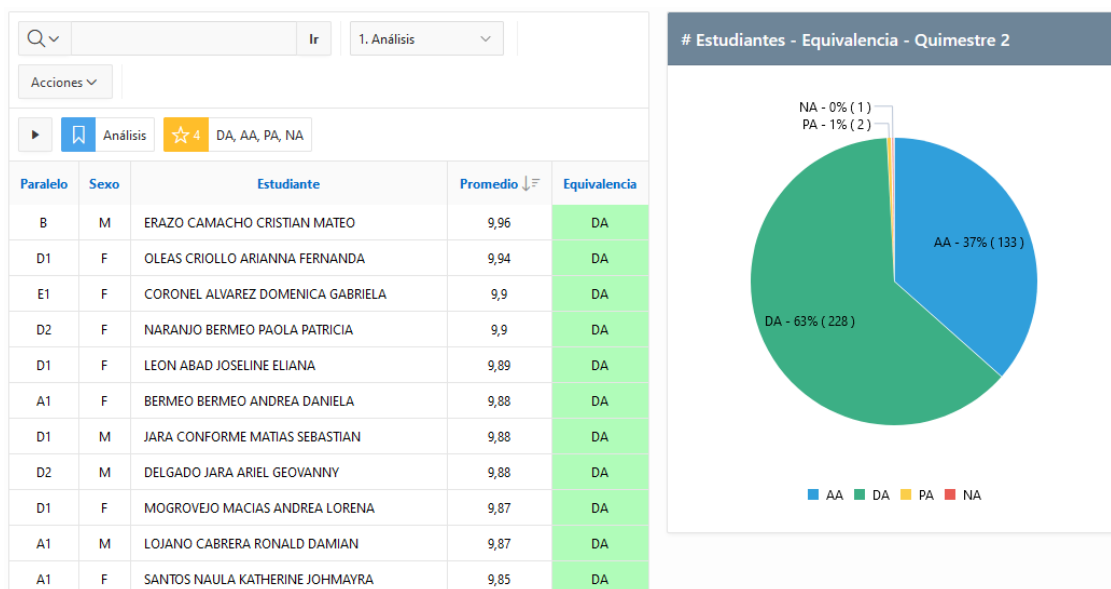 Ir
1. Análisis
Acciones
Análisis
4 DA, AA, PA, NA
Paralelo Sexo Estudiante Promedio Equivalencia
B M ERAZO CAMACHO CRISTIAN MATEO 9,96 DA
D1 F OLEAS CRIOLLO ARIANNA FERNANDA 9,94 DA
E1 F CORONEL ALVAREZ DOMENICA GABRIELA 9,9 DA
D2 F NARANJO BERMEO PAOLA PATRICIA 9,9 DA
D1 F LEON ABAD JOSELINE ELIANA 9,89 DA
A1 F BERMEO BERMEO ANDREA DANIELA 9,88 DA
D1 M JARA CONFORME MATIAS SEBASTIAN 9,88 DA
D2 M DELGADO JARA ARIEL GEOVANNY 9,88 DA
D1 F MOGROVEJO MACIAS ANDREA LORENA 9,87 DA
A1 M LOJANO CABRERA RONALD DAMIAN 9,87 DA
A1 F SANTOS NAULA KATHERINE JOHMAYRA 9,85 DA
# Estudiantes - Equivalencia - Quimestre 2
NA - 0% ( 1 )
PA - 1% ( 2 )
AA - 37% ( 133 )
DA - 63% ( 228 )
AA DA PA NA